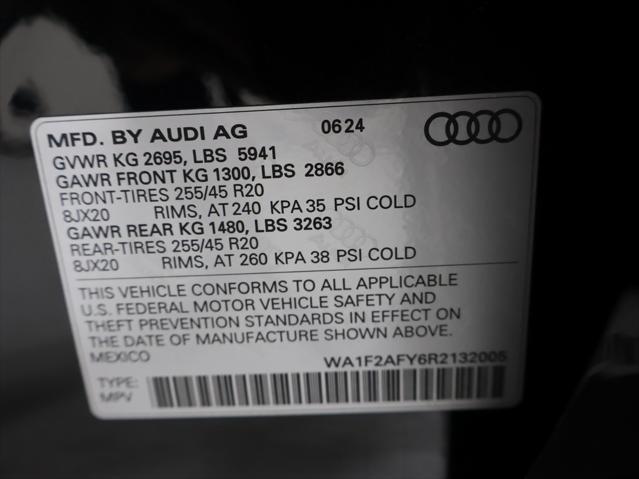 MFD. BY AUDI AG 0624
GVWR KG 2695, LBS 5941
GAWR FRONT KG 1300, LBS 2866
FRONT-TIRES 255/45 R20
8JX20 RIMS, AT 240 KPA 35 PSI COLD
GAWR REAR KG 1480, LBS 3263
REAR-TIRES 255/45 R20
8JX20 RIMS, AT 260 KPA 38 PSI COLD
THIS VEHICLE CONFORMS TO ALL APPLICABLE
U.S. FEDERAL MOTOR VEHICLE SAFETY AND
THEFT PREVENTION STANDARDS IN EFFECT ON
THE DATE OF MANUFACTURE SHOWN ABOVE.
MEXICO WA1F2AFY6R2132005
TYPE:
MPV